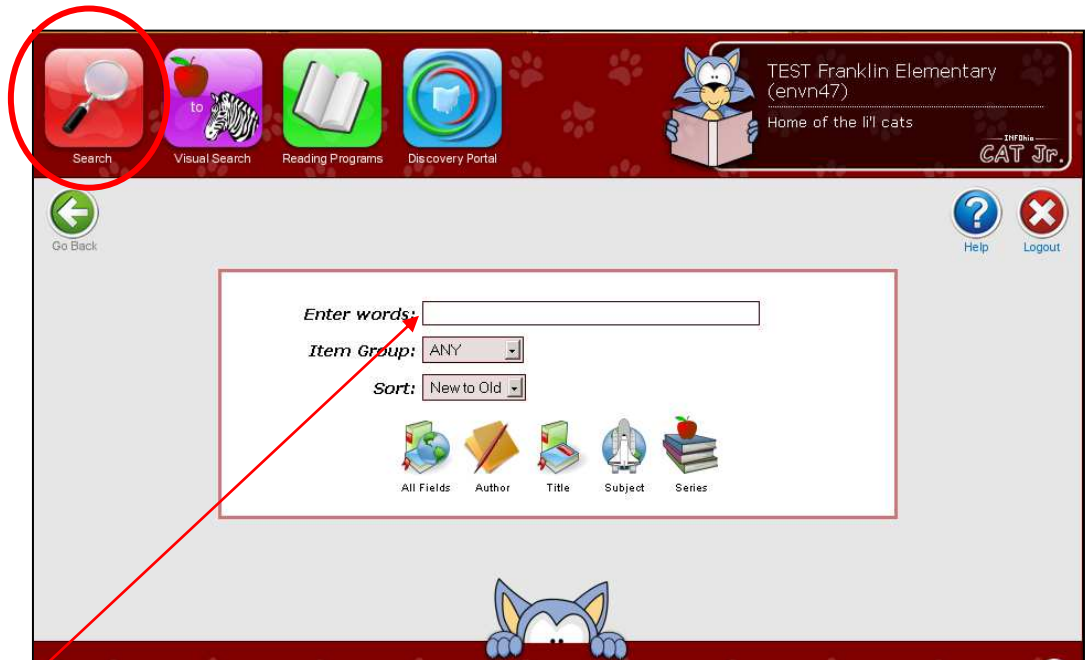 TEST Franklin Elementary
(envn47)
Home of the li'l cats
INFOhio
CAT Jr.
to
Search
Visual Search
Reading Programs
Discovery Portal
Go Back
Help
Logout
Enter words:
Item Group: ANY
Sort: New to Old
All Fields
Author
Title
Subject
Series